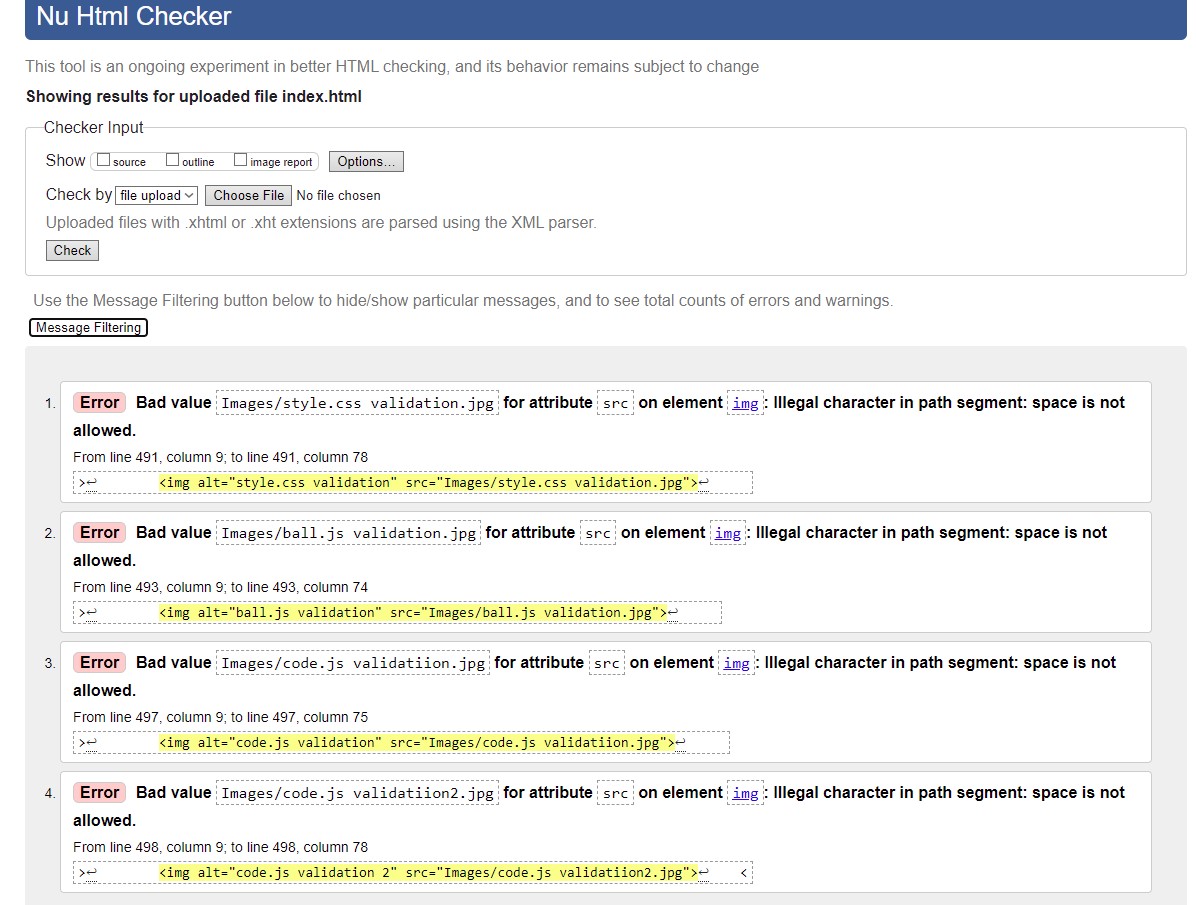 Nu Html Checker
This tool is an ongoing experiment in better HTML checking, and its behavior remains subject to change
Showing results for uploaded file index.html
Checker Input
Show source outline image report Options...
Check by file upload Choose File No file chosen
Uploaded files with .xhtml or .xht extensions are parsed using the XML parser.
Check
Use the Message Filtering button below to hide/show particular messages, and to see total counts of errors and warnings.
Message Filtering
1. Error Bad value Images/style.css validation.jpg for attribute src on element img: Illegal character in path segment: space is not
allowed.
From line 491, column 9; to line 491, column 78
>↩ <img alt="style.css validation" src="Images/style.css validation.jpg">↩
2. Error Bad value Images/ball.js validation.jpg for attribute src on element img: Illegal character in path segment: space is not
allowed.
From line 493, column 9; to line 493, column 74
>↩ <img alt="ball.js validation" src="Images/ball.js validation.jpg">↩
3. Error Bad value Images/code.js validatiion.jpg for attribute src on element img: Illegal character in path segment: space is not
allowed.
From line 497, column 9; to line 497, column 75
>↩ <img alt="code.js validation" src="Images/code.js validatiion.jpg">↩
4. Error Bad value Images/code.js validatiion2.jpg for attribute src on element img: Illegal character in path segment: space is not
allowed.
From line 498, column 9; to line 498, column 78
>↩ <img alt="code.js validation 2" src="Images/code.js validatiion2.jpg">↩ <